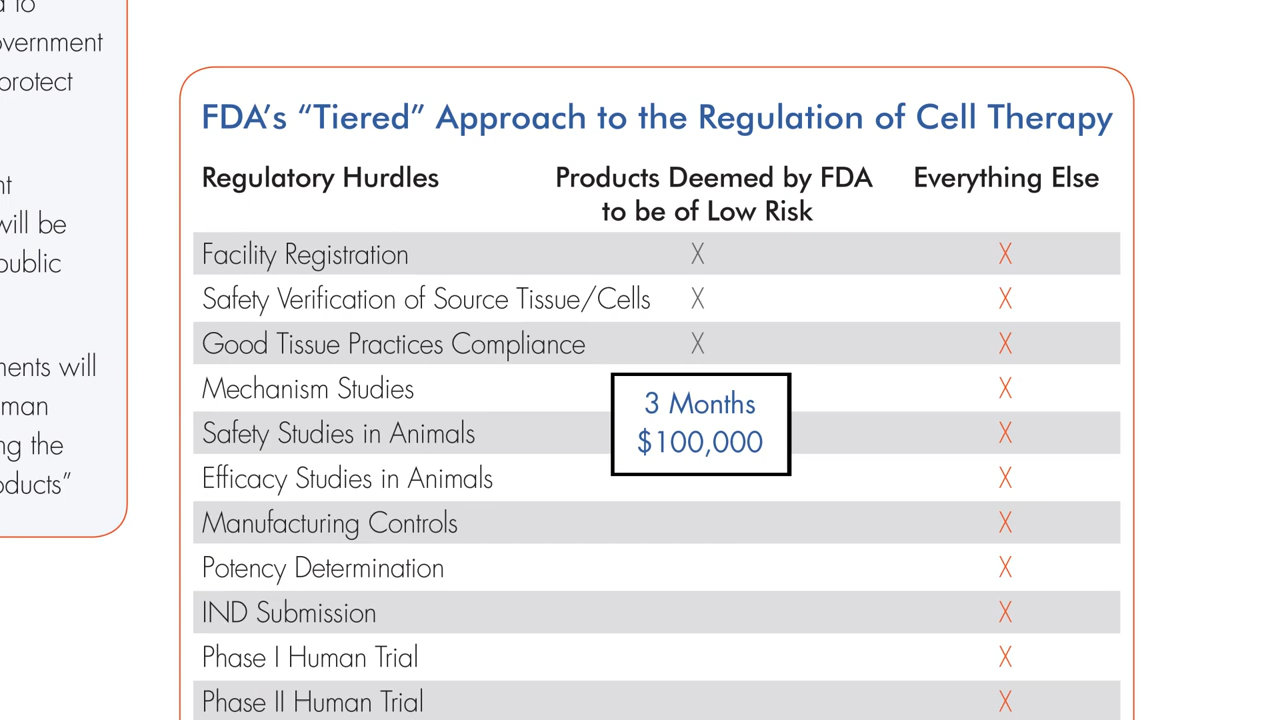 to
overnment
protect
nt
will be
public
ments will
man
ng the
oducts”
FDA’s “Tiered” Approach to the Regulation of Cell Therapy
Regulatory Hurdles
Products Deemed by FDA
to be of Low Risk
Everything Else
Facility Registration X X
Safety Verification of Source Tissue/Cells X X
Good Tissue Practices Compliance X X
Mechanism Studies X
3 Months
$100,000
Safety Studies in Animals X
Efficacy Studies in Animals X
Manufacturing Controls X
Potency Determination X
IND Submission X
Phase I Human Trial X
Phase II Human Trial X